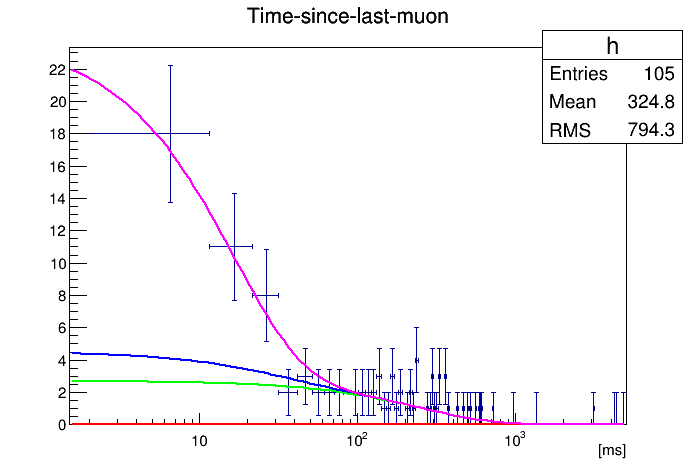 Time-since-last-muon
h
Entries 105
Mean 324.8
RMS 794.3
22
20
18
16
14
12
10
8
6
4
2
0
10 10² 10³
[ms]